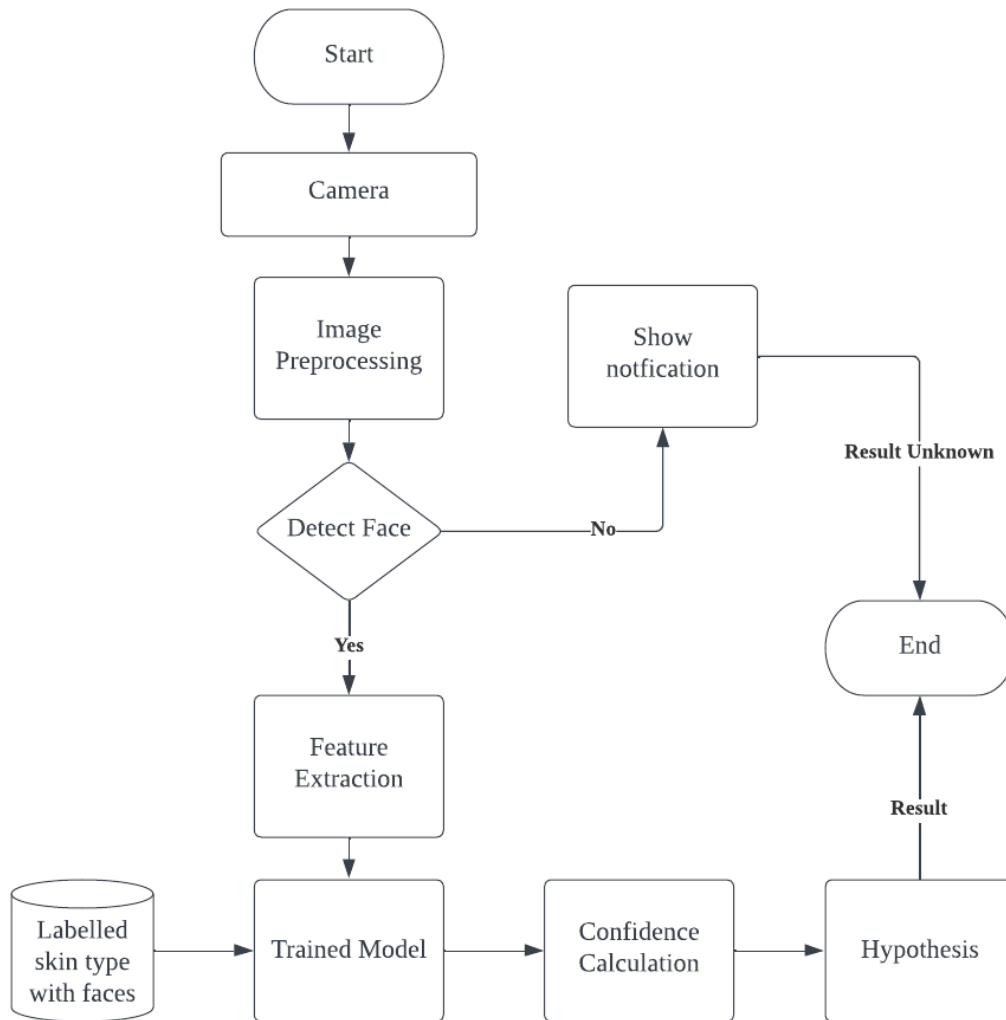 Start
Camera
Image
Preprocessing
Show
notfication
Result Unknown
Detect Face
No
Yes
End
Feature
Extraction
Result
Labelled
skin type
with faces
Trained Model
Confidence
Calculation
Hypothesis